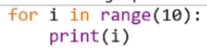 for i in range(10):
    print(i)